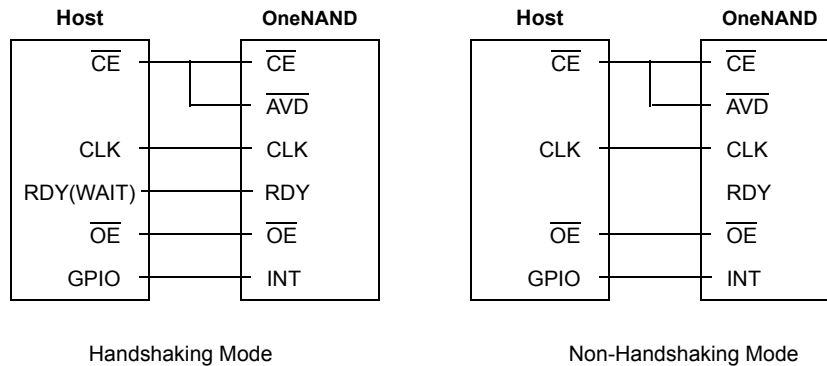 Host OneNAND
CE CE
AVD
CLK CLK
RDY(WAIT) RDY
OE OE
GPIO INT
Handshaking Mode
Host OneNAND
CE CE
AVD
CLK CLK
RDY
OE OE
GPIO INT
Non-Handshaking Mode